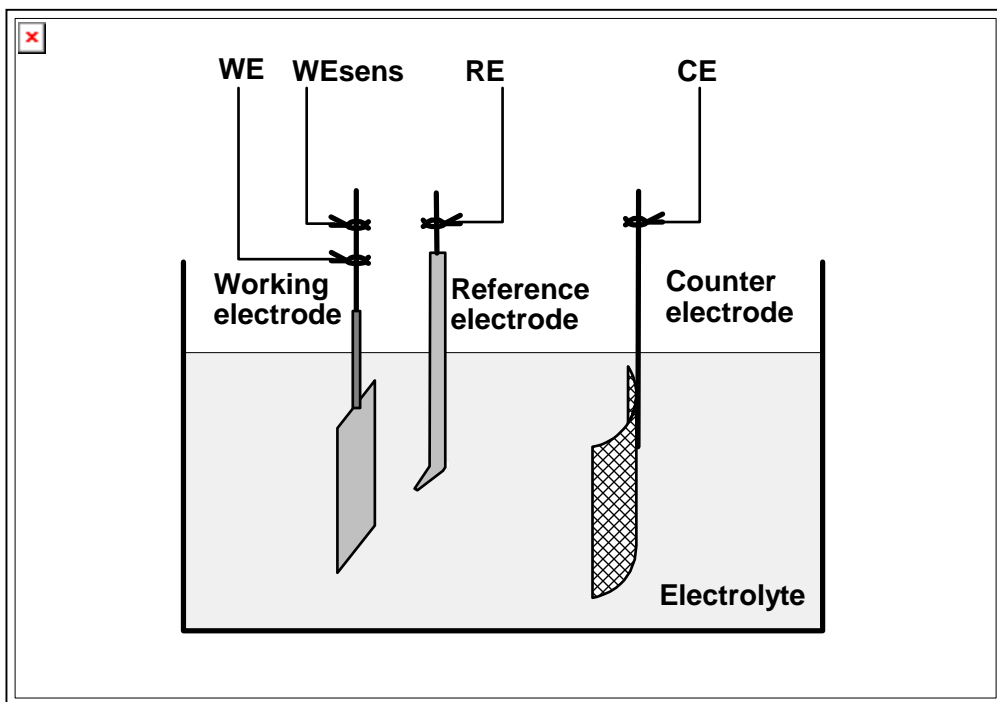 WE WEsens RE CE
Working
electrode
Reference
electrode
Counter
electrode
Electrolyte